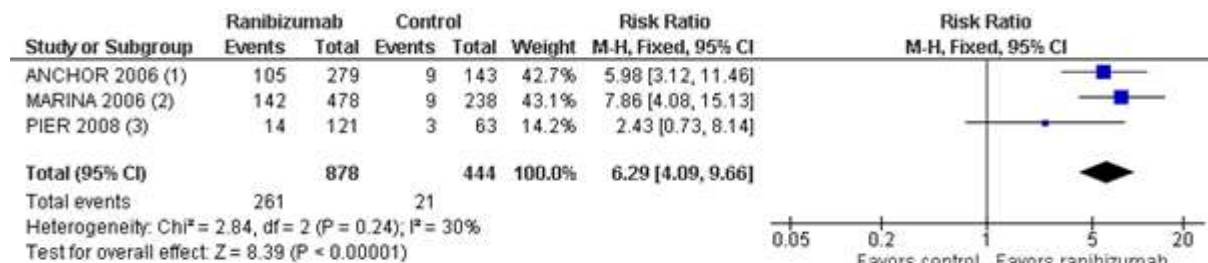 Ranibizumab Control Risk Ratio Risk Ratio
Study or Subgroup Events Total Events Total Weight M-H, Fixed, 95% CI M-H, Fixed, 95% CI
ANCHOR 2006 (1) 105 279 9 143 42.7% 5.98 [3.12, 11.46]
MARINA 2006 (2) 142 478 9 238 43.1% 7.86 [4.08, 15.13]
PIER 2008 (3) 14 121 3 63 14.2% 2.43 [0.73, 8.14]
Total (95% CI) 878 444 100.0% 6.29 [4.09, 9.66]
Total events 261 21
Heterogeneity: Chi² = 2.84, df = 2 (P = 0.24); I² = 30%
Test for overall effect: Z = 8.39 (P < 0.00001)
0.05 0.2 1 5 20
Favors control Favors ranibizumab